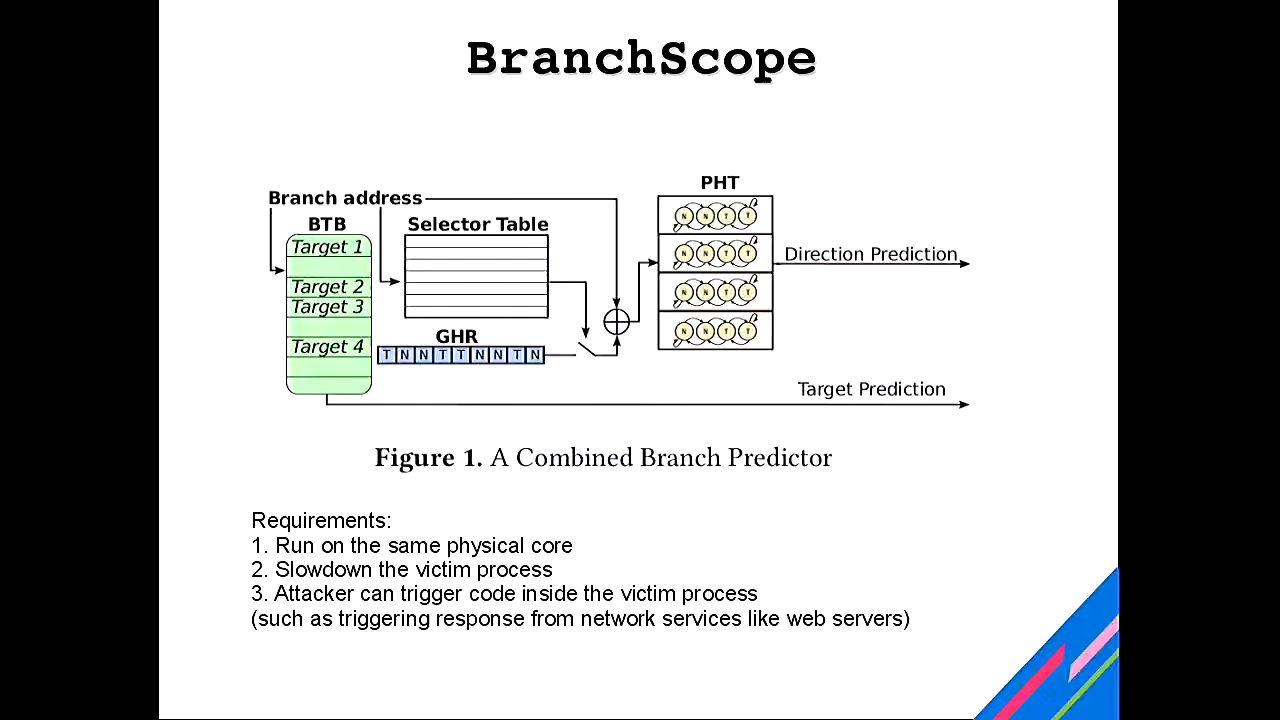 BranchScope
PHT
Branch address
BTB
Selector Table
Target 1
N N T T
N N T T
Direction Prediction
Target 2
Target 3
N N T T
N N T T
GHR
Target 4
T N N T T N N T N
Target Prediction
Figure 1. A Combined Branch Predictor
Requirements:
1. Run on the same physical core
2. Slowdown the victim process
3. Attacker can trigger code inside the victim process
(such as triggering response from network services like web servers)